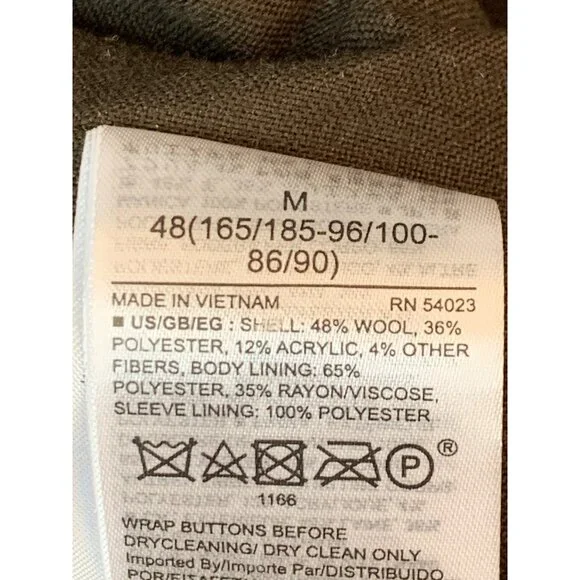 M
48(165/185-96/100-
86/90)
MADE IN VIETNAM RN 54023
■ US/GB/EG : SHELL: 48% WOOL, 36%
POLYESTER, 12% ACRYLIC, 4% OTHER
FIBERS, BODY LINING: 65%
POLYESTER, 35% RAYON/VISCOSE,
SLEEVE LINING: 100% POLYESTER
P ®
1166
WRAP BUTTONS BEFORE
DRYCLEANING/ DRY CLEAN ONLY
Imported By/Importe Par/DISTRIBUIDO